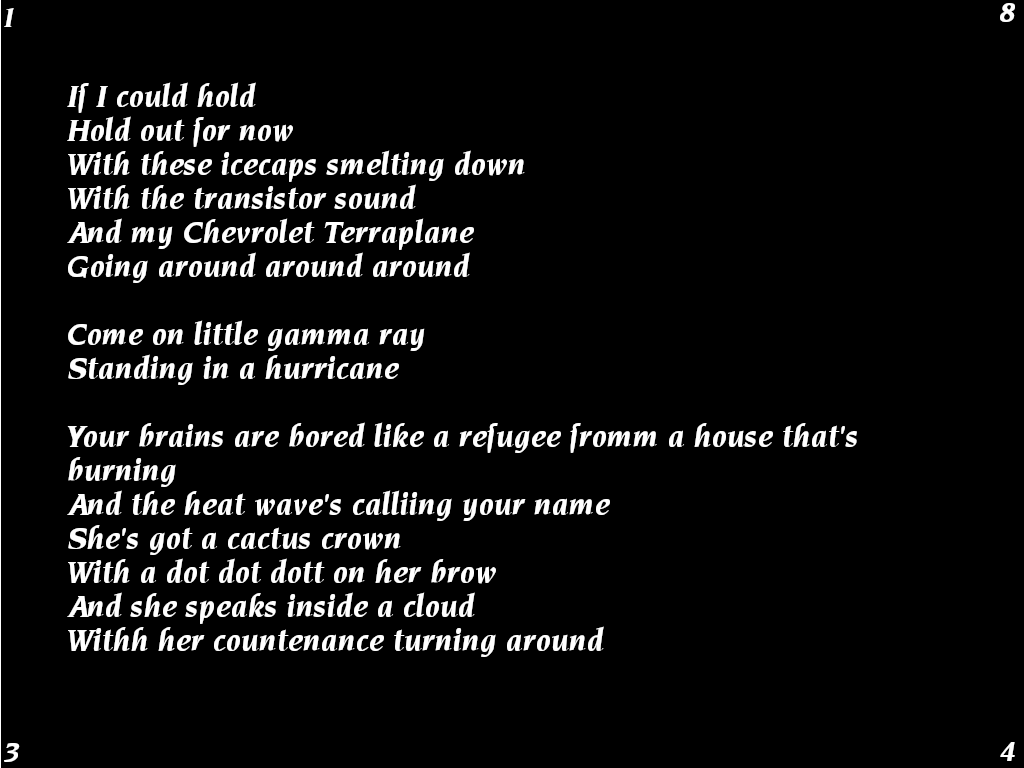 1
8
If I could hold
Hold out for now
With these icecaps smelting down
With the transistor sound
And my Chevrolet Terraplane
Going around around around
Come on little gamma ray
Standing in a hurricane
Your brains are bored like a refugee fromm a house that's
burning
And the heat wave's calliing your name
She's got a cactus crown
With a dot dot dott on her brow
And she speaks inside a cloud
Withh her countenance turning around
3
4